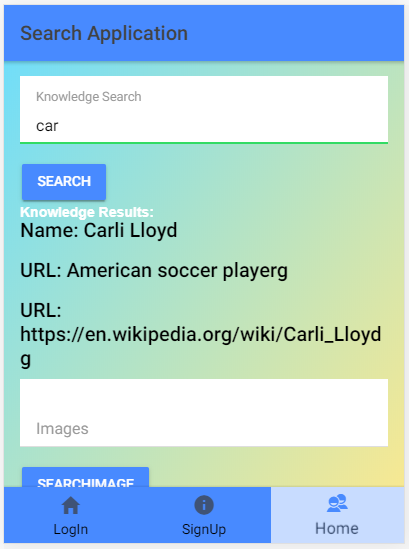 Search Application
Knowledge Search
car
SEARCH
Knowledge Results:
Name: Carli Lloyd
URL: American soccer playerg
URL:
https://en.wikipedia.org/wiki/Carli_Lloyd
g
Images
SEARCHIMAGE
LogIn
SignUp
Home